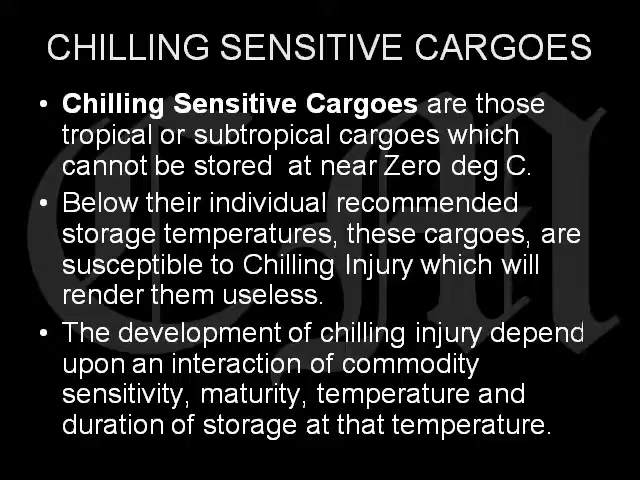 CHILLING SENSITIVE CARGOES
• Chilling Sensitive Cargoes are those
tropical or subtropical cargoes which
cannot be stored at near Zero deg C.
• Below their individual recommended
storage temperatures, these cargoes, are
susceptible to Chilling Injury which will
render them useless.
• The development of chilling injury depend
upon an interaction of commodity
sensitivity, maturity, temperature and
duration of storage at that temperature.